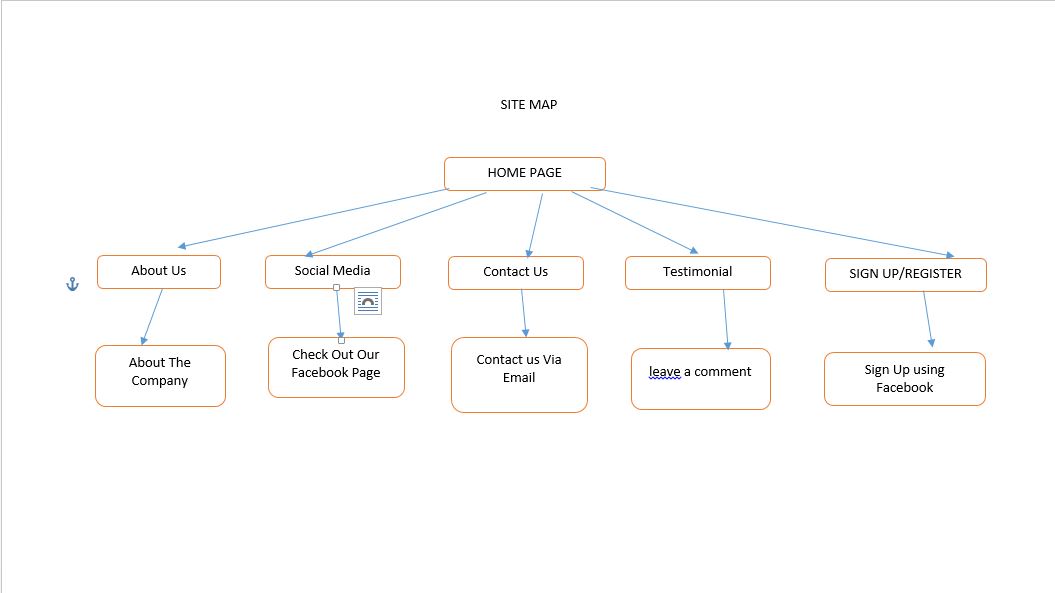 SITE MAP
HOME PAGE
About Us
Social Media
Contact Us
Testimonial
SIGN UP/REGISTER
About The
Company
Check Out Our
Facebook Page
Contact us Via
Email
leave a comment
Sign Up using
Facebook